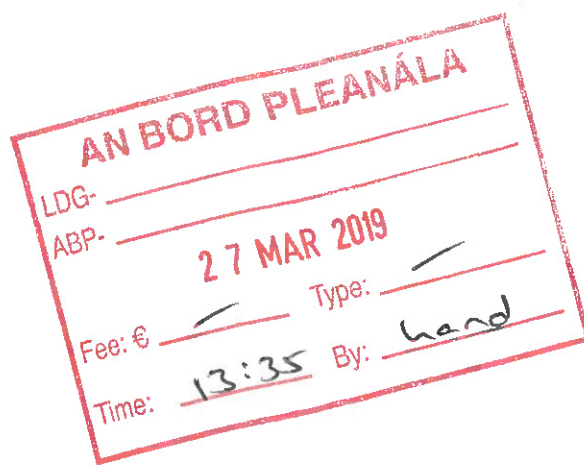 AN BORD PLEANÁLA
LDG-
ABP-
27 MAR 2019
Fee: € — Type: —
Time: 13:35 By: hand